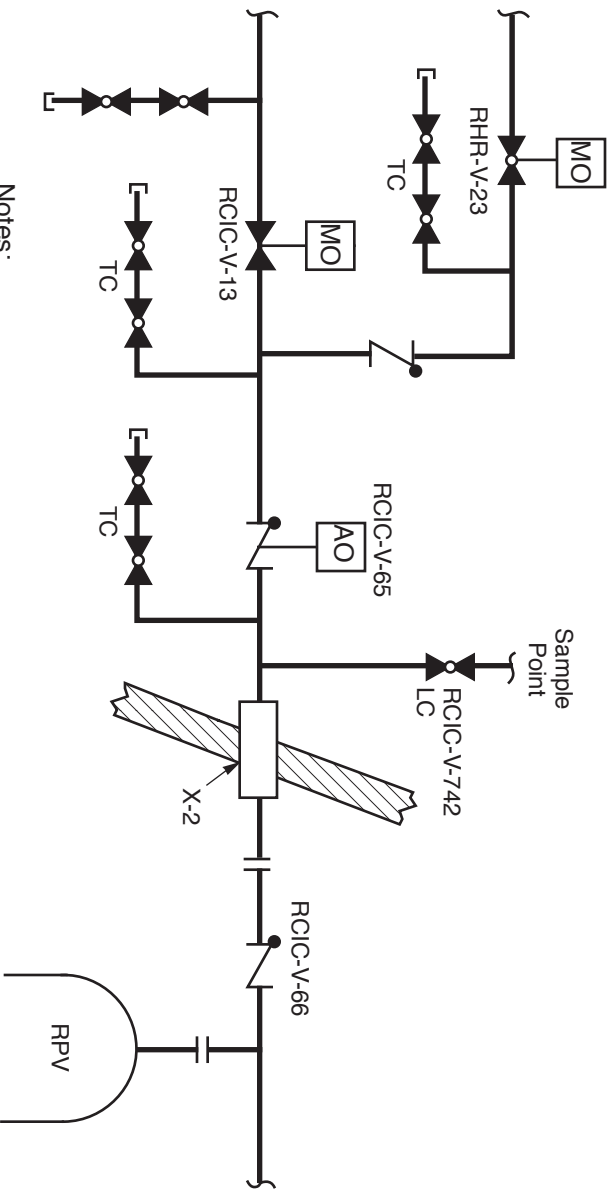 MO
RHR-V-23
TC
MO
RCIC-V-13
TC
RCIC-V-65
AO
TC
Sample
Point
RCIC-V-742
LC
X-2
RCIC-V-66
RPV
Notes: